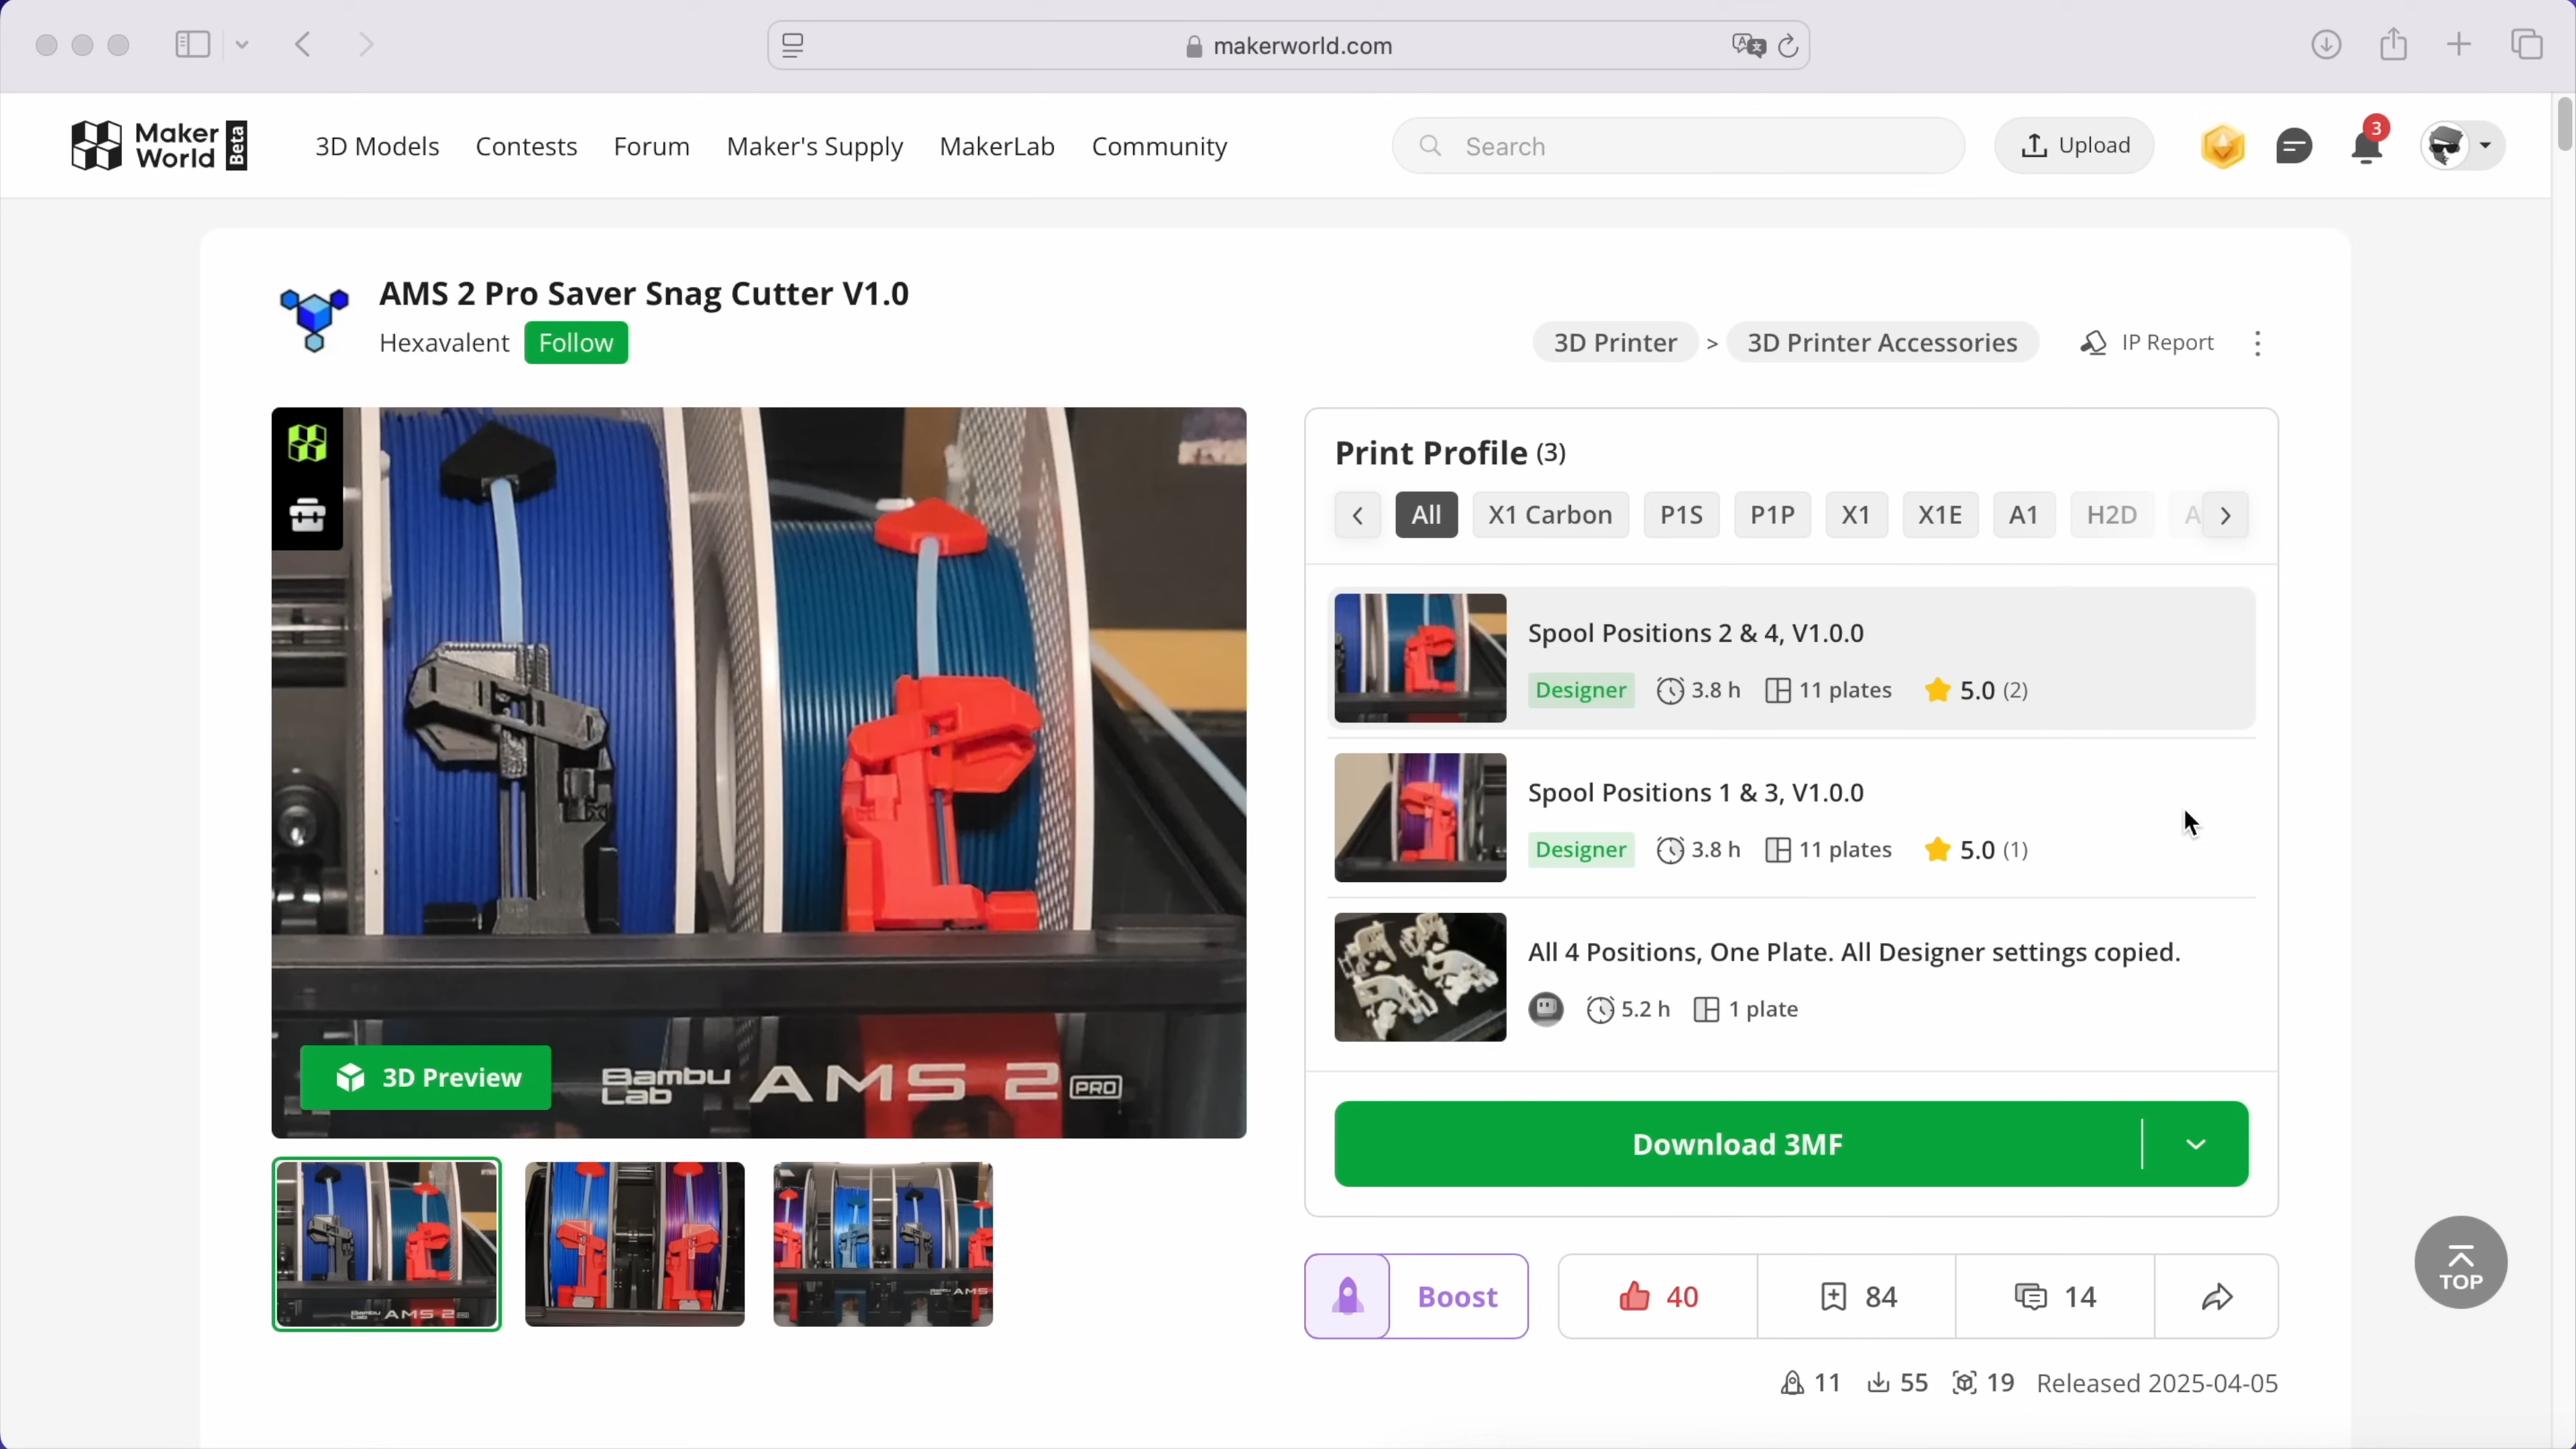 makerworld.com
Maker World Beta
3D Models Contests Forum Maker's Supply MakerLab Community
Search
Upload
3
AMS 2 Pro Saver Snag Cutter V1.0
Hexavalent Follow
3D Printer > 3D Printer Accessories
IP Report
Print Profile (3)
All X1 Carbon P1S P1P X1 X1E A1 H2D A
Spool Positions 2 & 4, V1.0.0
Designer 3.8 h 11 plates 5.0 (2)
Spool Positions 1 & 3, V1.0.0
Designer 3.8 h 11 plates 5.0 (1)
All 4 Positions, One Plate. All Designer settings copied.
5.2 h 1 plate
3D Preview
Bambu Lab AMS 2 PRO
Download 3MF
AMS 2
AMS
Boost
40 84 14
TOP
11 55 19 Released 2025-04-05